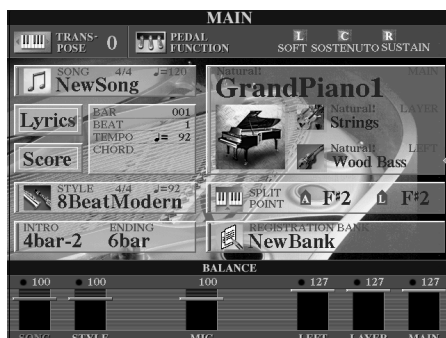 MAIN
TRANS-
POSE 0
PEDAL
FUNCTION
L C R
SOFT SOSTENUTO SUSTAIN
SONG 4/4 ♩=120
NewSong
Lyrics
Score
BAR 001
BEAT 1
TEMPO ♩= 92
CHORD
Natural! MAIN
GrandPiano1
Natural! LAYER
Strings
Natural! LEFT
Wood Bass
STYLE 4/4 ♩=92
8BeatModern
SPLIT
POINT A F♯2 L F♯2
INTRO ENDING
4bar-2 6bar
REGISTRATION BANK
NewBank
BALANCE
100 100 100 127 127 127
SONG STYLE MIC LEFT LAYER MAIN